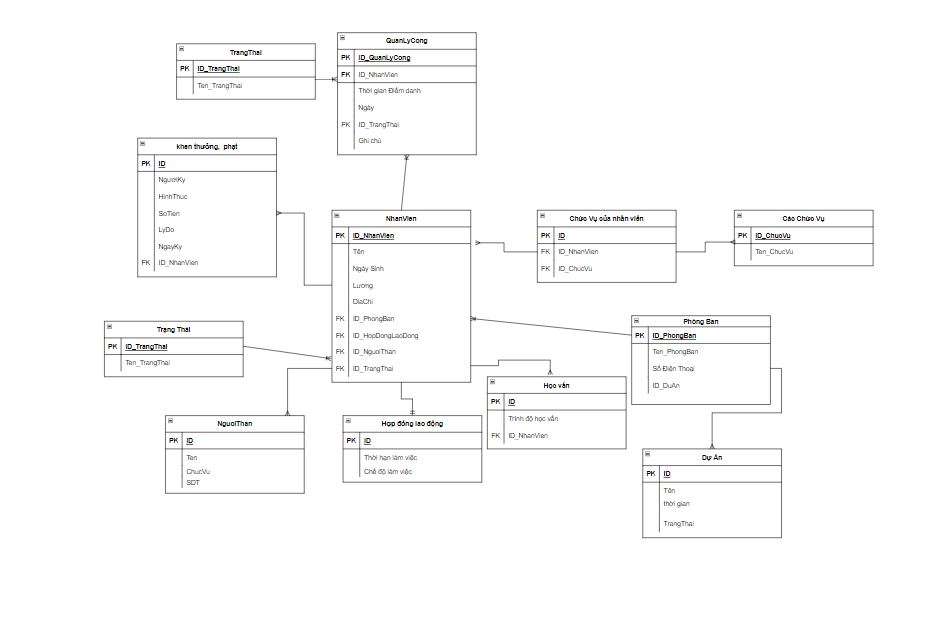 TrangThai
PK ID_TrangThai
Ten_TrangThai
QuanLyCong
PK ID_QuanLyCong
FK ID_NhanVien
Thời gian Điểm danh
Ngày
FK ID_TrangThai
Ghi chú
khen thưởng, phạt
PK ID
NguoiKy
HinhThuc
SoTien
LyDo
NgayKy
FK ID_NhanVien
NhanVien
PK ID_NhanVien
Tên
Ngày Sinh
Lương
DiaChi
FK ID_PhongBan
FK ID_HopDongLaoDong
FK ID_NguoiThan
FK ID_TrangThai
Chức Vụ của nhân viên
PK ID
FK ID_NhanVien
FK ID_ChucVu
Các Chức Vụ
PK ID_ChucVu
Ten_ChucVu
Trạng Thái
PK ID_TrangThai
Ten_TrangThai
Phòng Ban
PK ID_PhongBan
Ten_PhongBan
Số Điện Thoại
ID_DuAn
NguoiThan
PK ID
Ten
ChucVu
SDT
Hợp đồng lao động
PK ID
Thời hạn làm việc
Chế độ làm việc
Học vấn
PK ID
Trình độ học vấn
FK ID_NhanVien
Dự Án
PK ID
Tên
thời gian
TrangThai